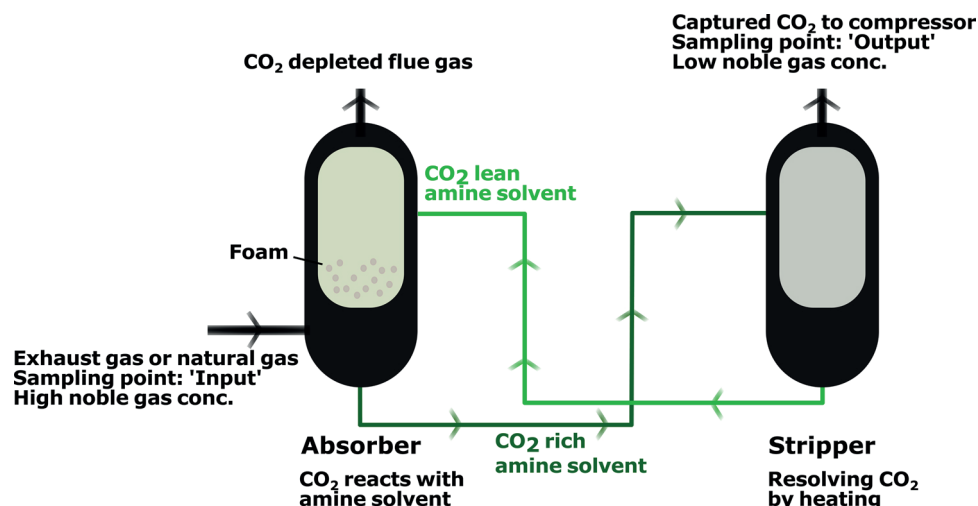 Captured CO₂ to compressor
Sampling point: 'Output'
Low noble gas conc.
CO₂ depleted flue gas
CO₂ lean
amine solvent
Foam
Exhaust gas or natural gas
Sampling point: 'Input'
High noble gas conc.
Absorber
CO₂ reacts with
amine solvent
CO₂ rich
amine solvent
Stripper
Resolving CO₂
by heating